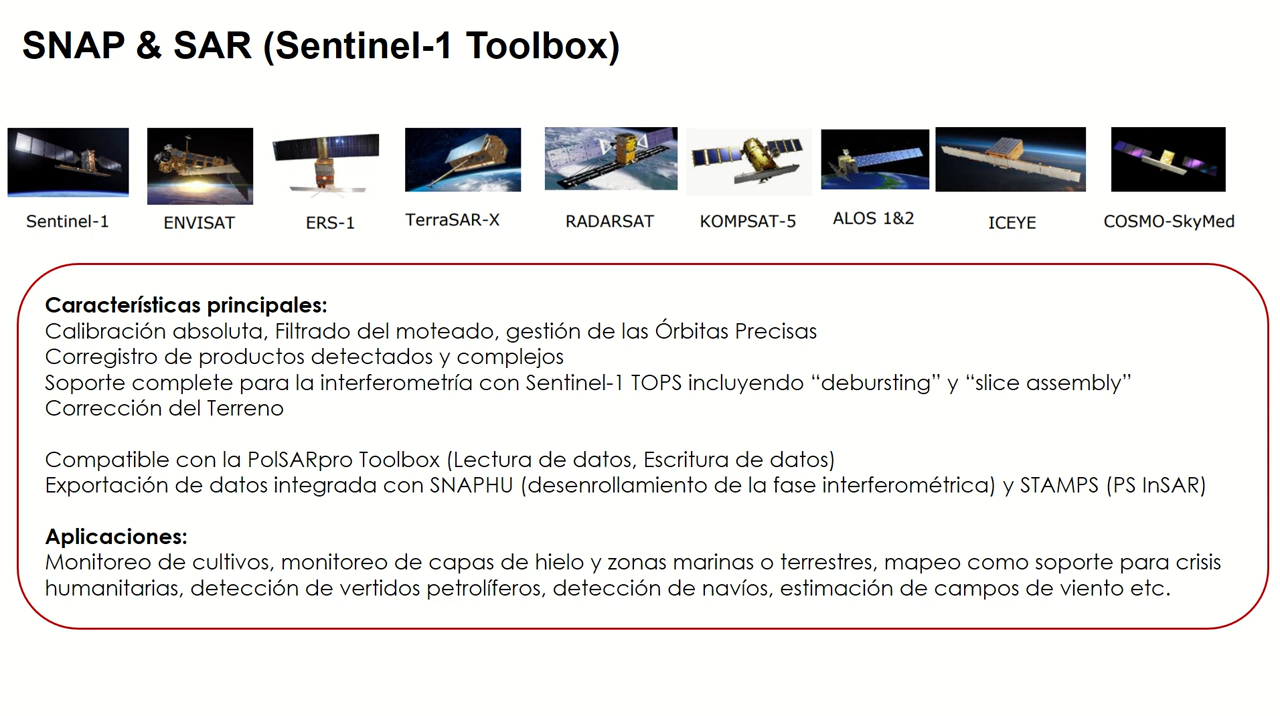 SNAP & SAR (Sentinel-1 Toolbox)
Sentinel-1
ENVISAT
ERS-1
TerraSAR-X
RADARSAT
KOMPSAT-5
ALOS 1&2
ICEYE
COSMO-SkyMed
Características principales:
Calibración absoluta, Filtrado del moteado, gestión de las Órbitas Precisas
Corregistro de productos detectados y complejos
Soporte complete para la interferometría con Sentinel-1 TOPS incluyendo “debursting” y “slice assembly”
Corrección del Terreno
Compatible con la PolSARpro Toolbox (Lectura de datos, Escritura de datos)
Exportación de datos integrada con SNAPHU (desenrollamiento de la fase interferométrica) y STAMPS (PS InSAR)
Aplicaciones:
Monitoreo de cultivos, monitoreo de capas de hielo y zonas marinas o terrestres, mapeo como soporte para crisis
humanitarias, detección de vertidos petrolíferos, detección de navíos, estimación de campos de viento etc.